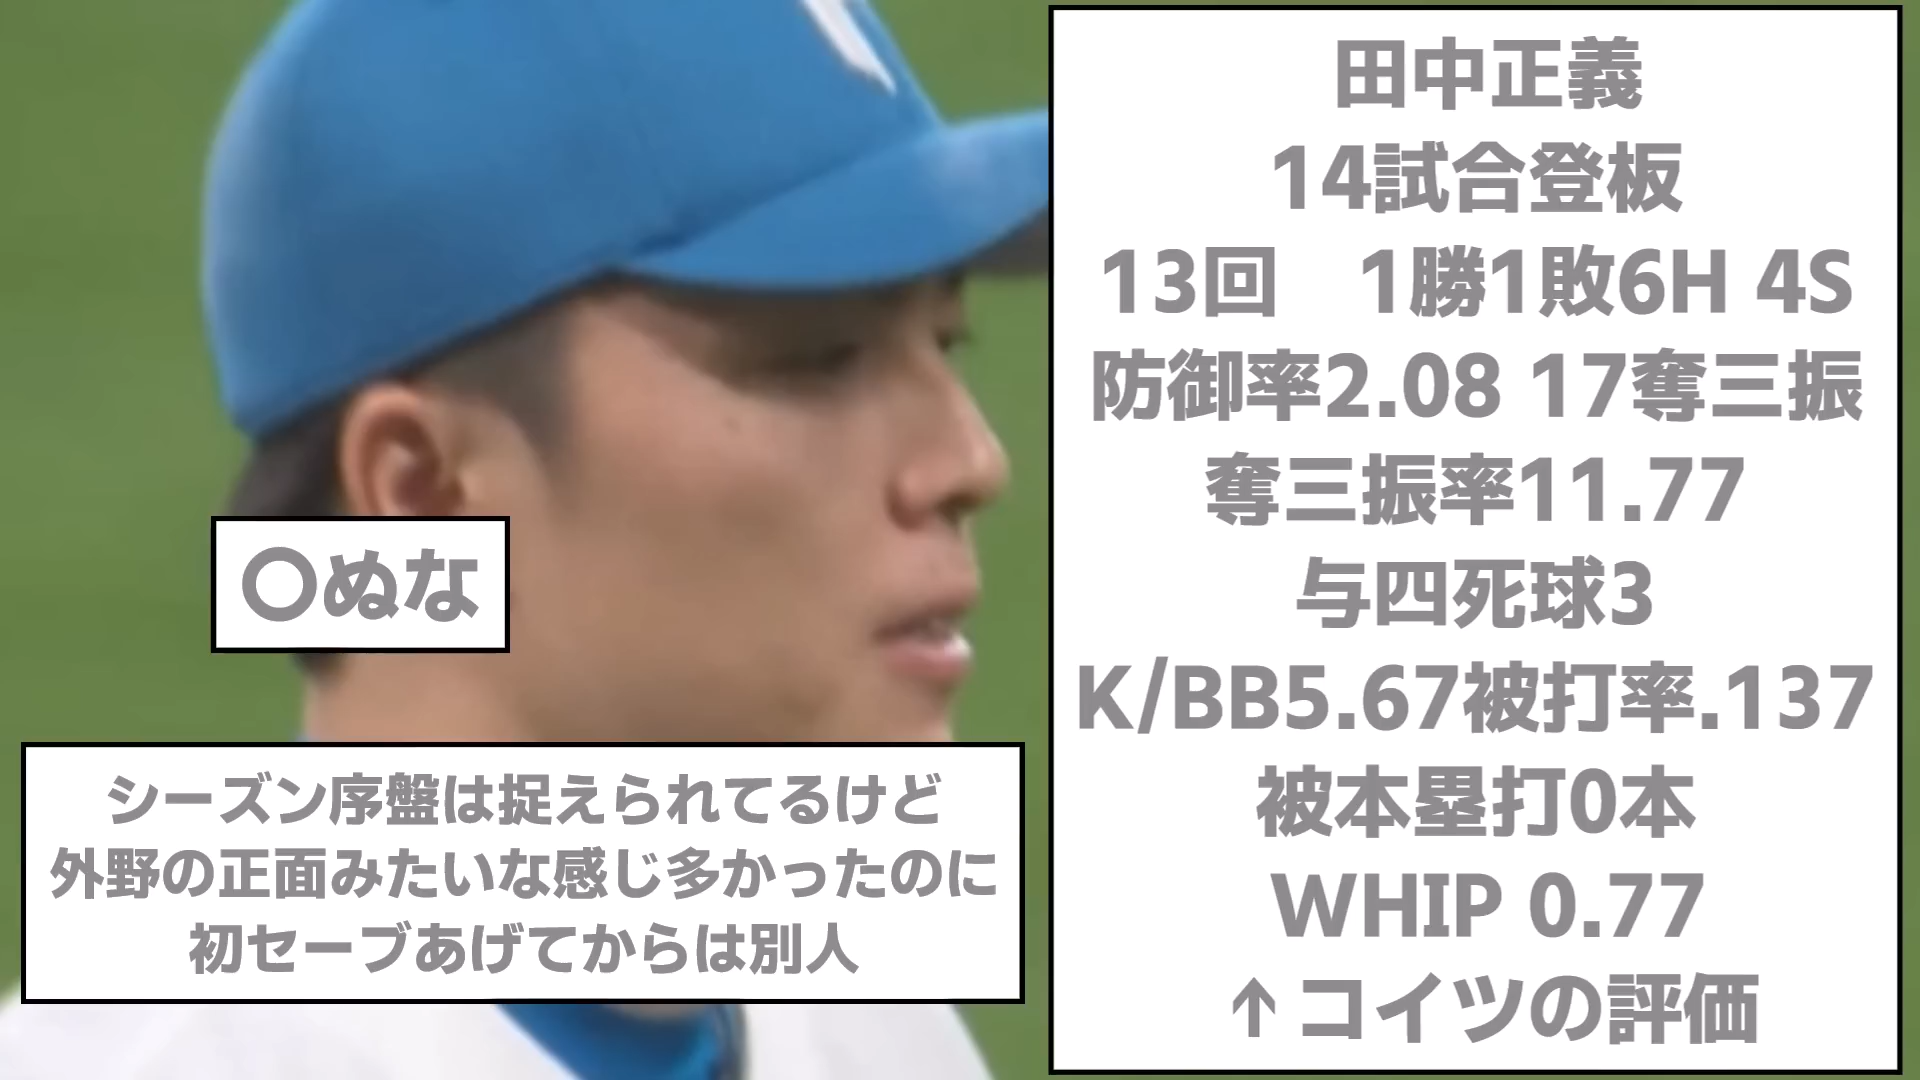 田中正義
14試合登板
13回 1勝1敗6H 4S
防御率2.08 17奪三振
奪三振率11.77
与四死球3
K/BB5.67被打率.137
被本塁打0本
WHIP 0.77
↑コイツの評価
〇ぬな
シーズン序盤は捉えられてるけど
外野の正面みたいな感じ多かったのに
初セーブあげてからは別人